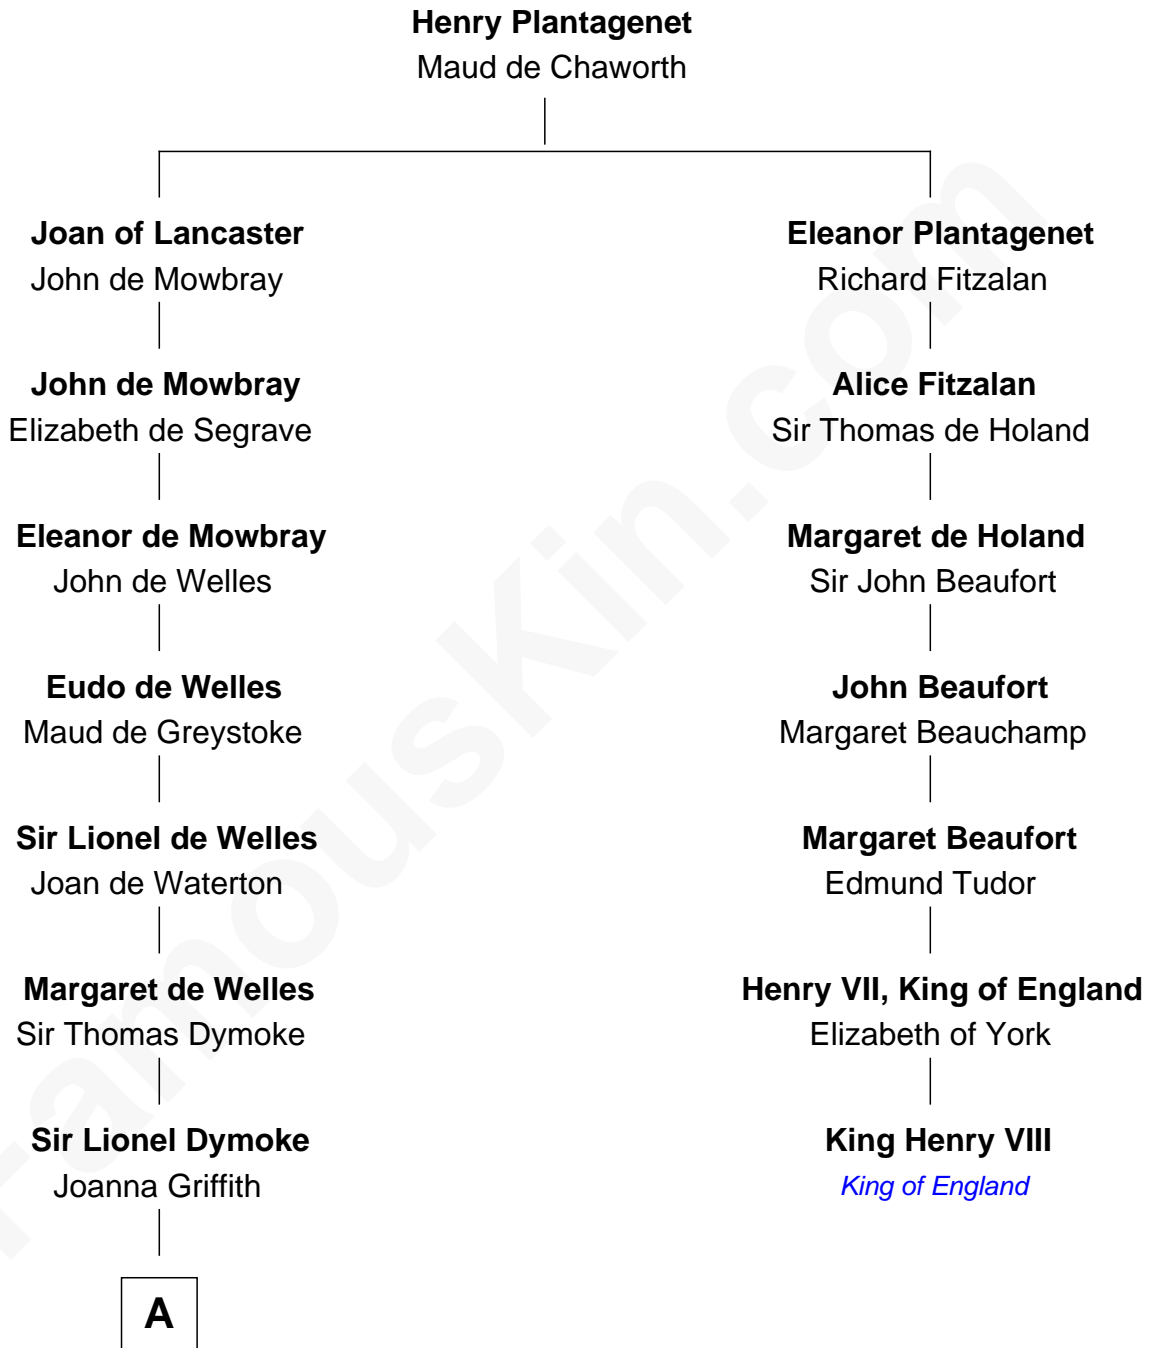 Henry Plantagenet
Maud de Chaworth
Joan of Lancaster
John de Mowbray
Eleanor Plantagenet
Richard Fitzalan
John de Mowbray
Elizabeth de Segrave
Alice Fitzalan
Sir Thomas de Holand
Eleanor de Mowbray
John de Welles
Margaret de Holand
Sir John Beaufort
Eudo de Welles
Maud de Greystoke
John Beaufort
Margaret Beauchamp
Sir Lionel de Welles
Joan de Waterton
Margaret Beaufort
Edmund Tudor
Margaret de Welles
Sir Thomas Dymoke
Henry VII, King of England
Elizabeth of York
Sir Lionel Dymoke
Joanna Griffith
King Henry VIII
King of England
A
FamousKin.com